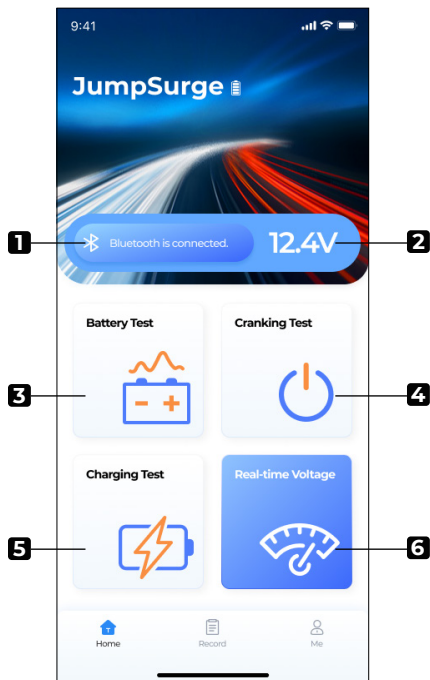 9:41
JumpSurge
1
Bluetooth is connected.
12.4V
2
Battery Test
Cranking Test
3
4
Charging Test
Real-time Voltage
5
6
Home
Record
Me